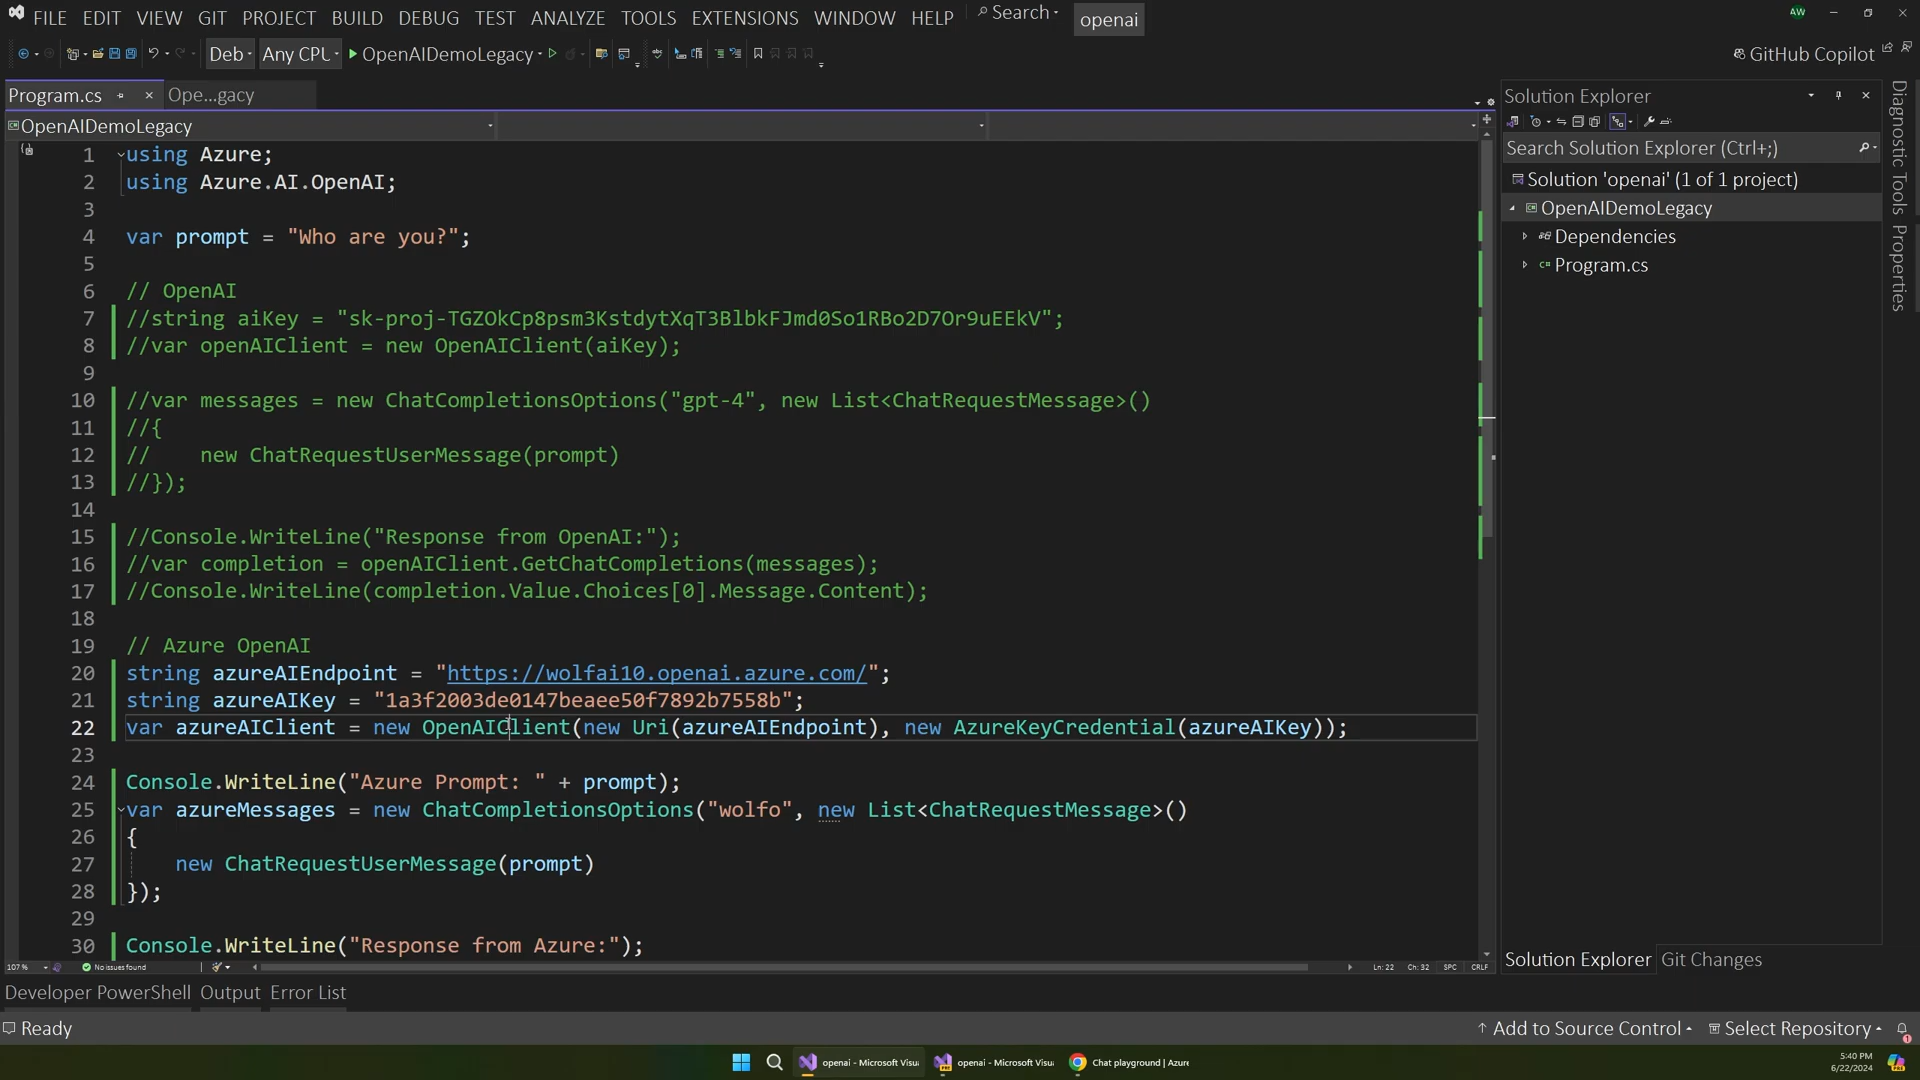 FILE EDIT VIEW GIT PROJECT BUILD DEBUG TEST ANALYZE TOOLS EXTENSIONS WINDOW HELP Search openai AW
Deb Any CPL OpenAIDemoLegacy GitHub Copilot
Program.cs Ope...gacy
OpenAIDemoLegacy
1 using Azure;
2 using Azure.AI.OpenAI;
3
4 var prompt = "Who are you?";
5
6 // OpenAI
7 //string aiKey = "sk-proj-TGZOkCp8psm3KstdytXqT3BlbkFJmd0So1RBo2D7Or9uEEkV";
8 //var openAIClient = new OpenAIClient(aiKey);
9
10 //var messages = new ChatCompletionsOptions("gpt-4", new List<ChatRequestMessage>()
11 //{
12 //    new ChatRequestUserMessage(prompt)
13 //});
14
15 //Console.WriteLine("Response from OpenAI:");
16 //var completion = openAIClient.GetChatCompletions(messages);
17 //Console.WriteLine(completion.Value.Choices[0].Message.Content);
18
19 // Azure OpenAI
20 string azureAIEndpoint = "https://wolfai10.openai.azure.com/";
21 string azureAIKey = "1a3f2003de0147beaee50f7892b7558b";
22 var azureAIClient = new OpenAIClient(new Uri(azureAIEndpoint), new AzureKeyCredential(azureAIKey));
23
24 Console.WriteLine("Azure Prompt: " + prompt);
25 var azureMessages = new ChatCompletionsOptions("wolfo", new List<ChatRequestMessage>()
26 {
27     new ChatRequestUserMessage(prompt)
28 });
29
30 Console.WriteLine("Response from Azure:");
107 % No issues found Ln: 22 Ch: 32 SPC CRLF
Solution Explorer
Search Solution Explorer (Ctrl+;)
Solution 'openai' (1 of 1 project)
OpenAIDemoLegacy
Dependencies
Program.cs
Solution Explorer Git Changes
Diagnostic Tools
Properties
Developer PowerShell Output Error List
Ready Add to Source Control Select Repository 1
openai - Microsoft Visu openai - Microsoft Visu Chat playground | Azure
5:40 PM
6/22/2024